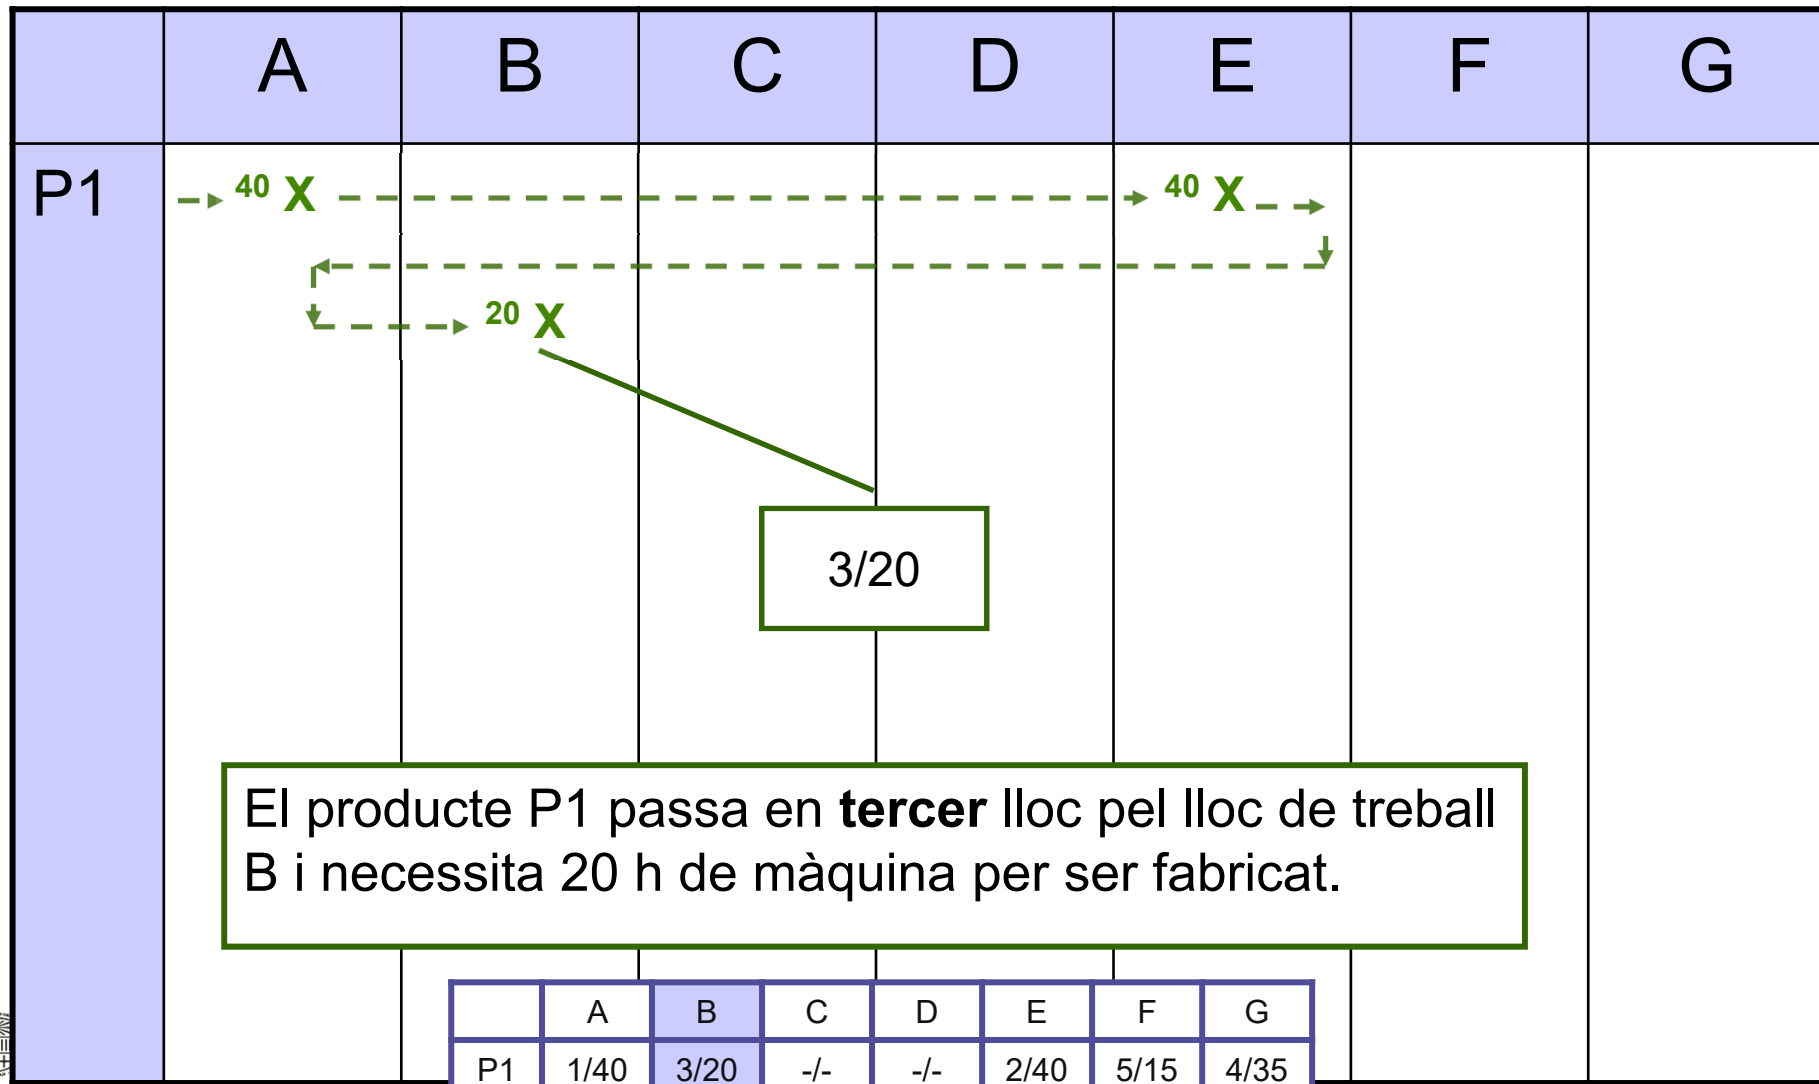 A B C D E F G
P1 40 X 40 X
20 X
3/20
El producte P1 passa en tercer lloc pel lloc de treball
B i necessita 20 h de màquina per ser fabricat.
A B C D E F G
P1 1/40 3/20 -/- -/- 2/40 5/15 4/35